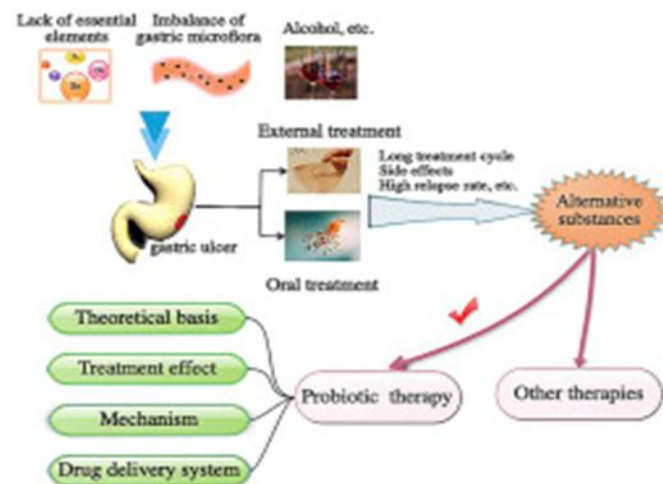 Lack of essential
elements
Imbalance of
gastric microflora
Alcohol, etc.
External treatment
Long treatment cycle
Side effects
High relapse rate, etc.
Alternative
substances
gastric ulcer
Oral treatment
Theoretical basis
Treatment effect
Mechanism
Drug delivery system
Probiotic therapy
Other therapies